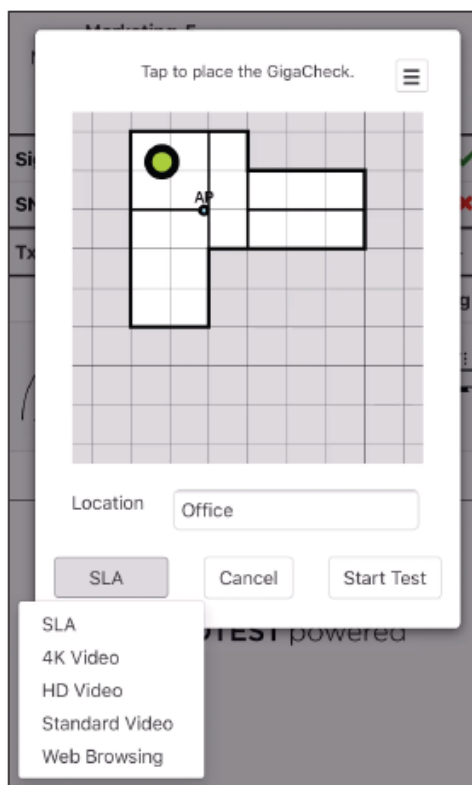 Tap to place the GigaCheck.
AP
Location
Office
SLA
Cancel
Start Test
SLA
4K Video
HD Video
Standard Video
Web Browsing
powered